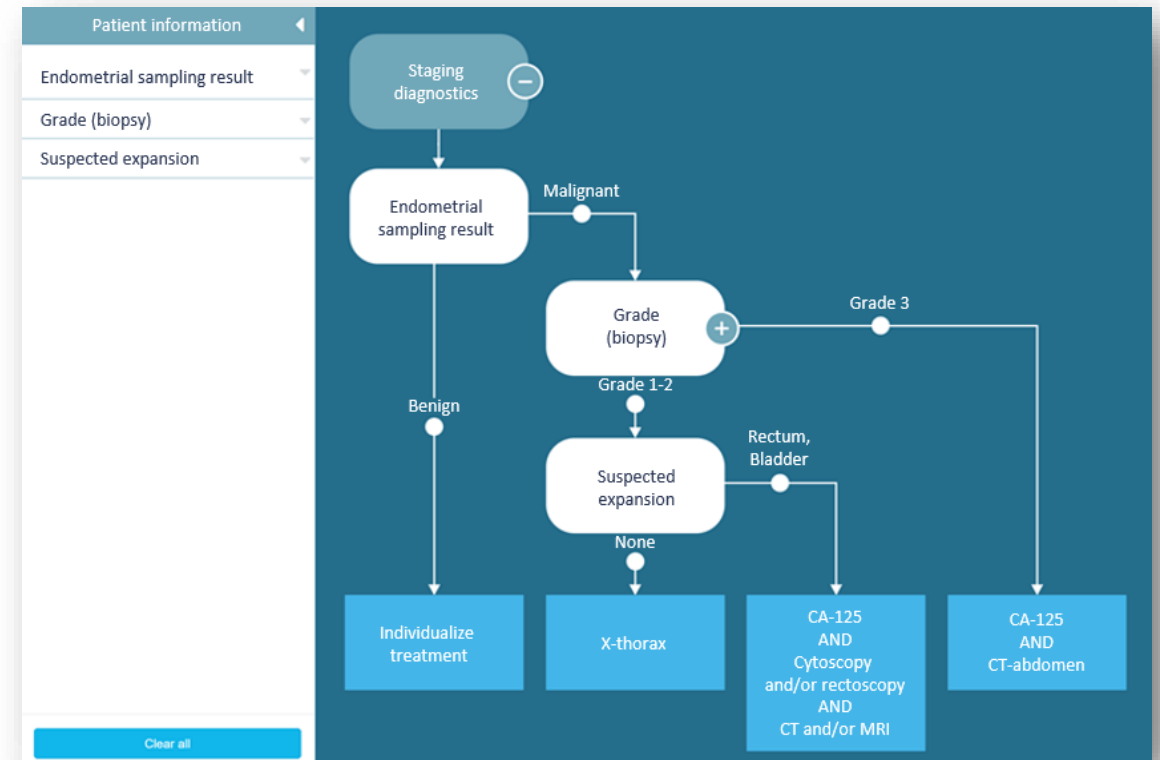 Patient information
Endometrial sampling result
Grade (biopsy)
Suspected expansion
Clear all
Staging
diagnostics
Endometrial
sampling result
Malignant
Grade
(biopsy)
Grade 3
Grade 1-2
Benign
Suspected
expansion
Rectum,
Bladder
None
Individualize
treatment
X-thorax
CA-125
AND
Cytoscopy
and/or rectoscopy
AND
CT and/or MRI
CA-125
AND
CT-abdomen